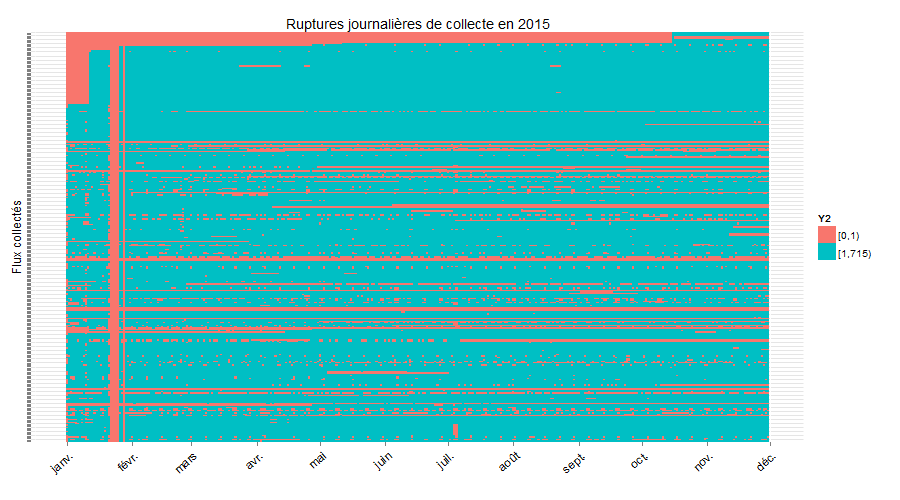 Ruptures journalières de collecte en 2015
Flux collectés
Y2
[0,1)
[1,715)
janv. févr. mars avr. mai juin juil. août sept. oct. nov. déc.